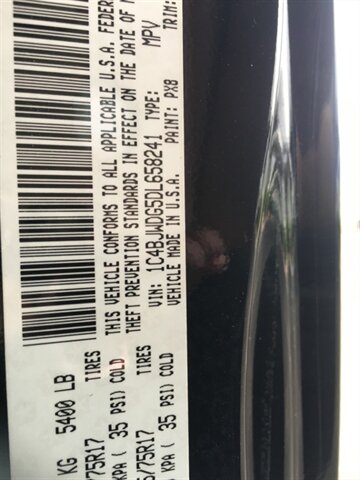 THIS VEHICLE CONFORMS TO ALL APPLICABLE U.S.A. FEDER
THEFT PREVENTION STANDARDS IN EFFECT ON THE DATE OF M
VIN: 1C4BJWDG5DL658241 TYPE: MPV
VEHICLE MADE IN U.S.A. PAINT: PX8 TRIM:
KG 5400 LB
/75R17 TIRES
KPA ( 35 PSI) COLD
/75R17 TIRES
KPA ( 35 PSI) COLD